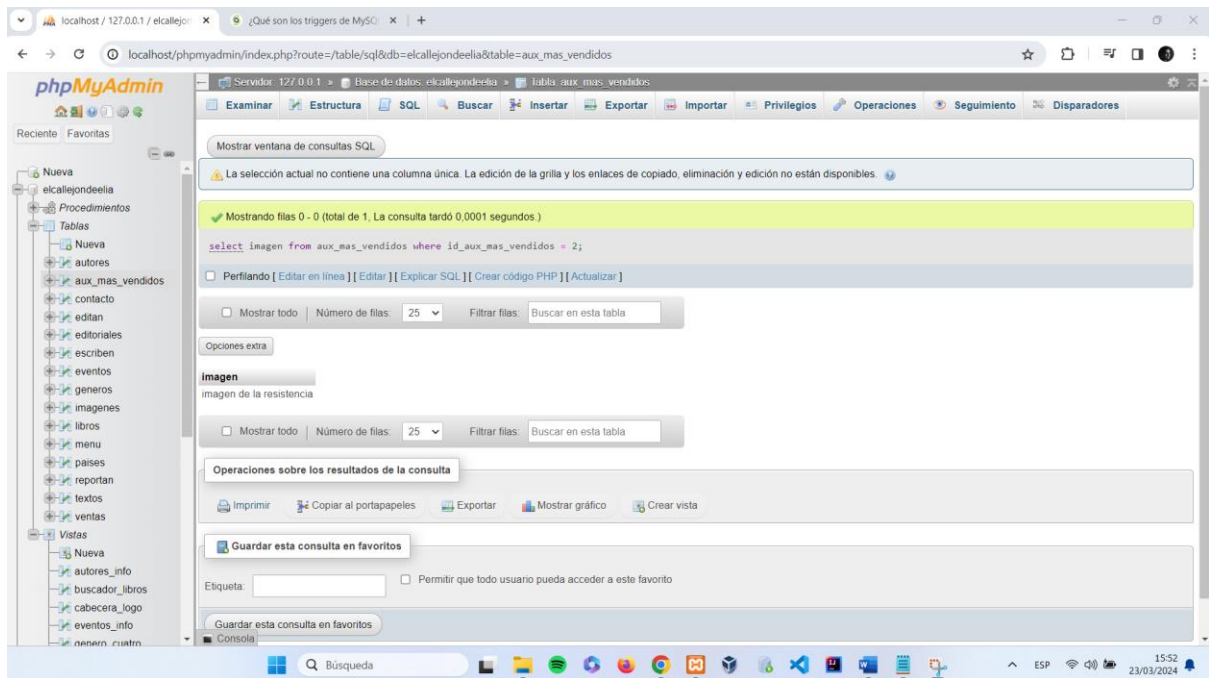 localhost / 127.0.0.1 / elcallejon
¿Qué son los triggers de MySQ
localhost/phpmyadmin/index.php?route=/table/sql&db=elcallejondeelia&table=aux_mas_vendidos
phpMyAdmin
Reciente Favoritas
Nueva
elcallejondeelia
Procedimientos
Tablas
Nueva
autores
aux_mas_vendidos
contacto
editan
editoriales
escriben
eventos
generos
imagenes
libros
menu
paises
reportan
textos
ventas
Vistas
Nueva
autores_info
buscador_libros
cabecera_logo
eventos_info
genero_cuatro
Servidor: 127.0.0.1 » Base de datos: elcallejondeelia » Tabla: aux_mas_vendidos
Examinar Estructura SQL Buscar Insertar Exportar Importar Privilegios Operaciones Seguimiento Disparadores
Mostrar ventana de consultas SQL
La selección actual no contiene una columna única. La edición de la grilla y los enlaces de copiado, eliminación y edición no están disponibles.
Mostrando filas 0 - 0 (total de 1, La consulta tardó 0,0001 segundos.)
select imagen from aux_mas_vendidos where id_aux_mas_vendidos = 2;
Perfilando [ Editar en línea ] [ Editar ] [ Explicar SQL ] [ Crear código PHP ] [ Actualizar ]
Mostrar todo | Número de filas: 25 Filtrar filas: Buscar en esta tabla
Opciones extra
imagen
imagen de la resistencia
Mostrar todo | Número de filas: 25 Filtrar filas: Buscar en esta tabla
Operaciones sobre los resultados de la consulta
Imprimir Copiar al portapapeles Exportar Mostrar gráfico Crear vista
Guardar esta consulta en favoritos
Etiqueta: Permitir que todo usuario pueda acceder a este favorito
Guardar esta consulta en favoritos
Consola
Búsqueda
ESP
15:52
23/03/2024